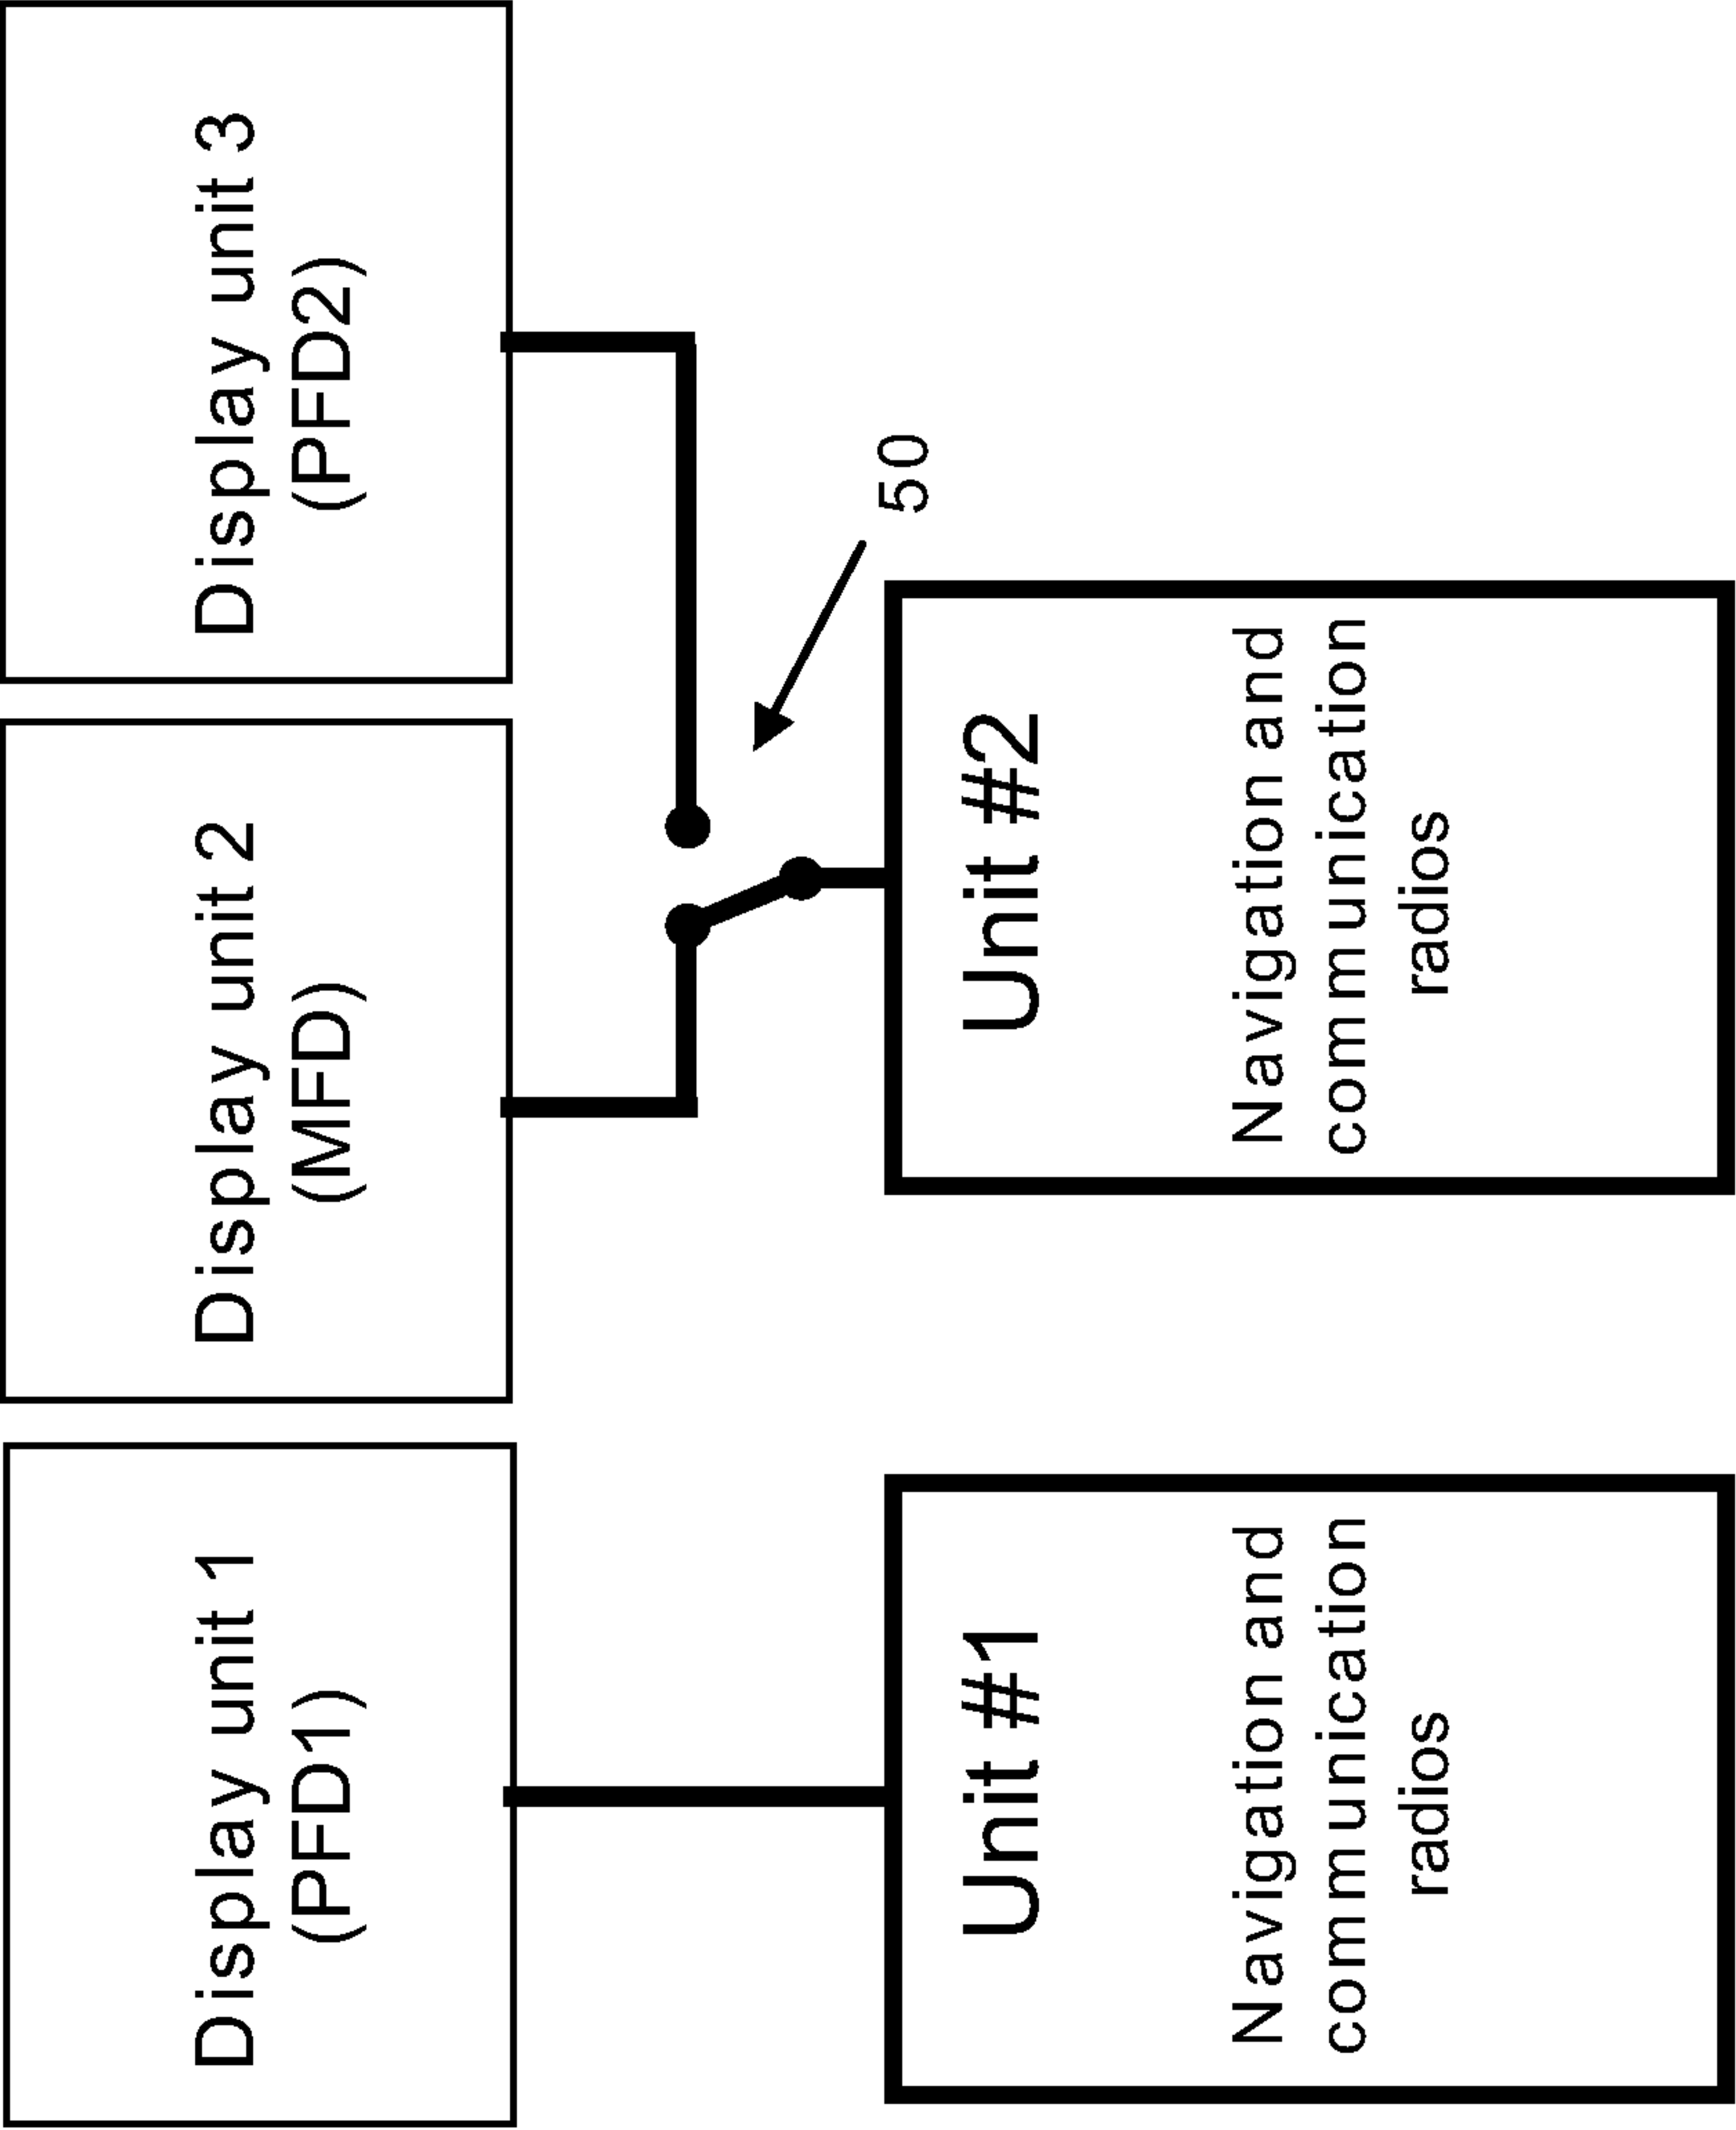 Display unit 1
(PFD1)
Display unit 2
(MFD)
Display unit 3
(PFD2)
50
Unit #1
Navigation and
communication
radios
Unit #2
Navigation and
communication
radios